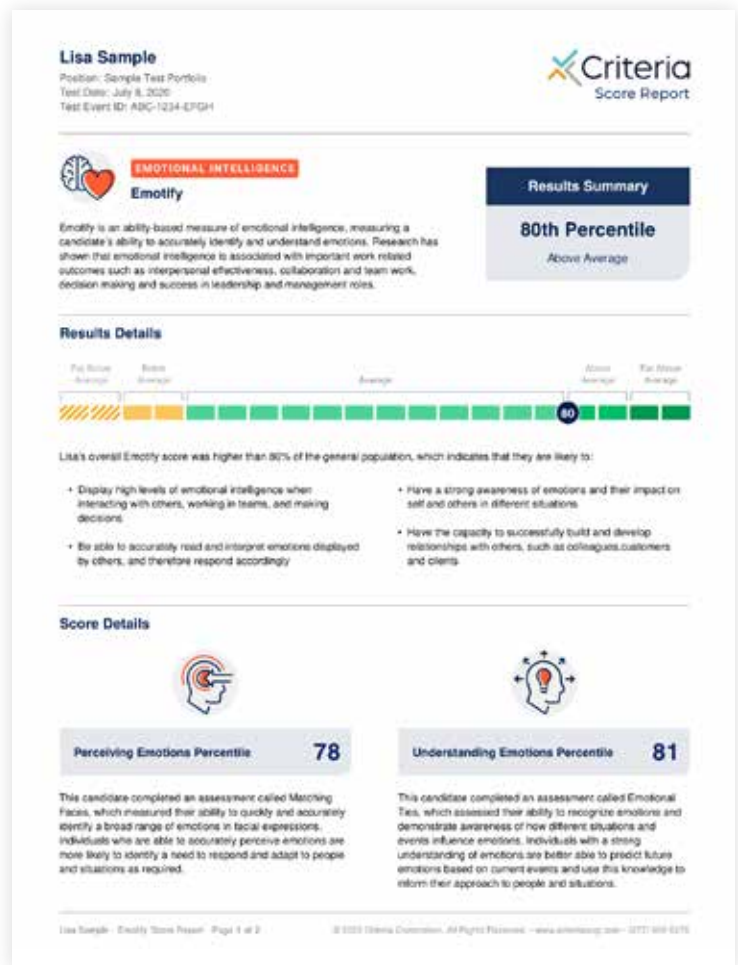 Lisa Sample
Position: Sample Test Portfolio
Test Date: July 8, 2020
Test Event ID: ABC-1234-EFGH
Criteria
Score Report
EMOTIONAL INTELLIGENCE
Emotify
Emotify is an ability-based measure of emotional intelligence, measuring a
candidate's ability to accurately identify and understand emotions. Research has
shown that emotional intelligence is associated with important work related
outcomes such as interpersonal effectiveness, collaboration and team work,
decision making and success in leadership and management roles.
Results Summary
80th Percentile
Above Average
Results Details
Average
Average
Average
Above
Average
Far Above
Average
80
Lisa's overall Emotify score was higher than 80% of the general population, which indicates that they are likely to:
• Display high levels of emotional intelligence when
interacting with others, working in teams, and making
decisions
• Be able to accurately read and interpret emotions displayed
by others, and therefore respond accordingly
• Have a strong awareness of emotions and their impact on
self and others in different situations
• Have the capacity to successfully build and develop
relationships with others, such as colleagues,customers
and clients
Score Details
Perceiving Emotions Percentile 78
This candidate completed an assessment called Matching
Faces, which measured their ability to quickly and accurately
identify a broad range of emotions in facial expressions.
Individuals who are able to accurately perceive emotions are
more likely to identify a need to respond and adapt to people
and situations as required.
Understanding Emotions Percentile 81
This candidate completed an assessment called Emotional
Ties, which assessed their ability to recognize emotions and
demonstrate awareness of how different situations and
events influence emotions. Individuals with a strong
understanding of emotions are better able to predict future
emotions based on current events and use this knowledge to
inform their approach to people and situations.
Lisa Sample - Emotify Score Report - Page 1 of 2
Criteria Corporation. All Rights Reserved.